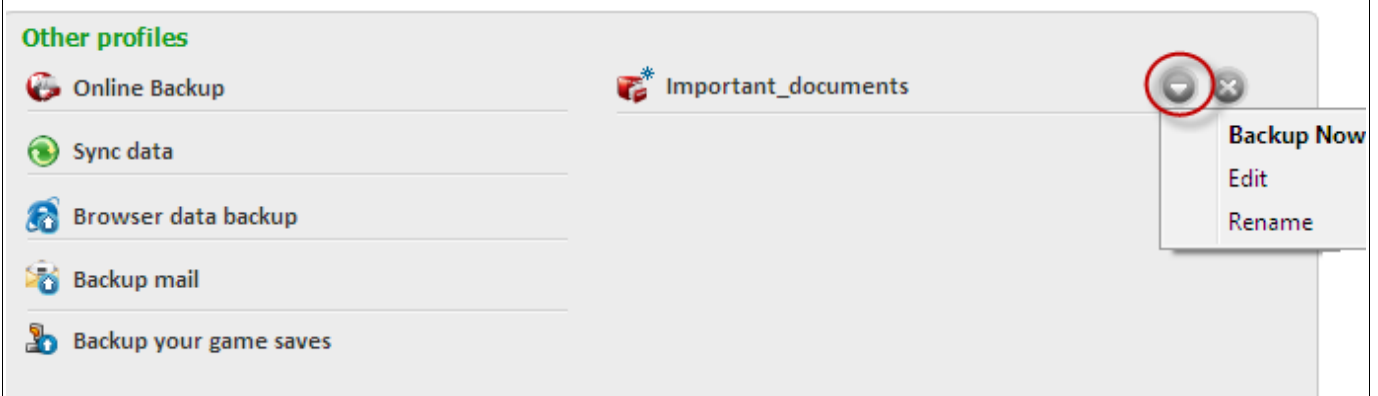 Other profiles
Online Backup
Sync data
Browser data backup
Backup mail
Backup your game saves
Important_documents
Backup Now
Edit
Rename